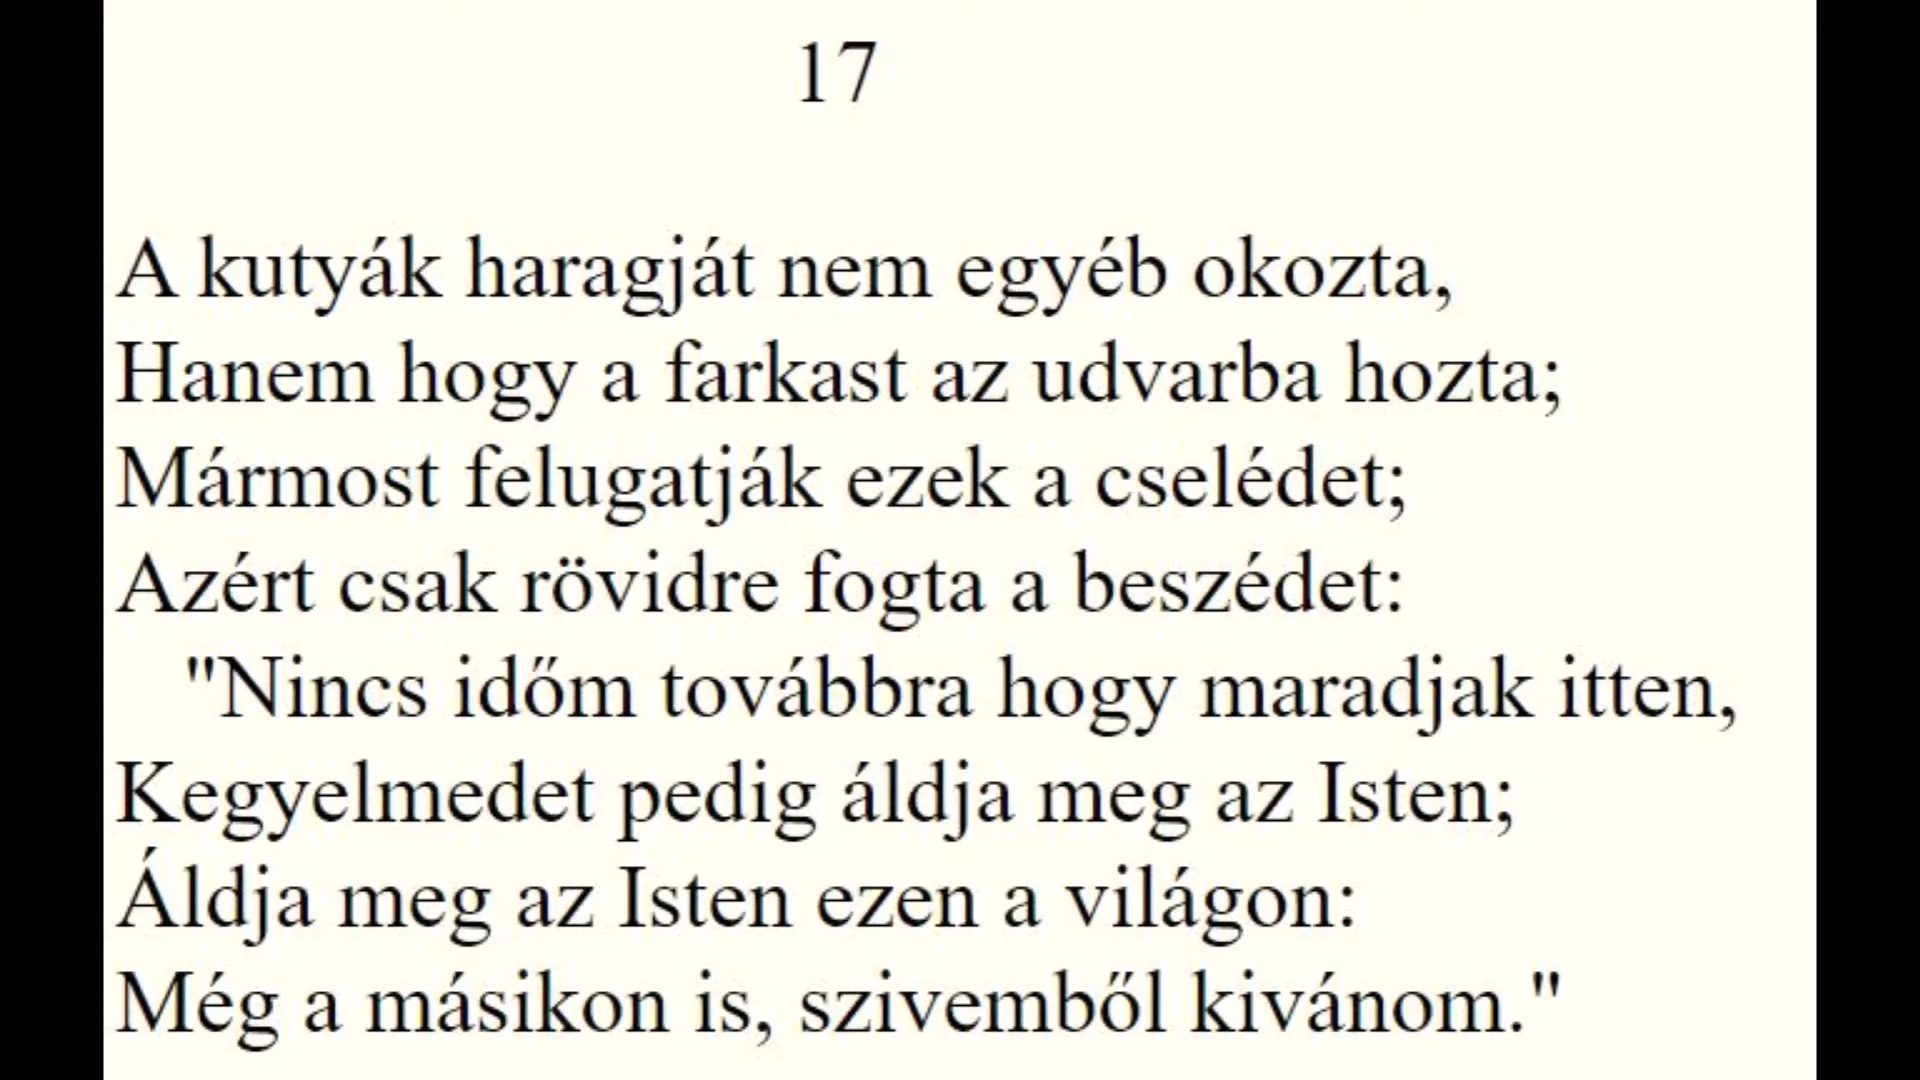 17
A kutyák haragját nem egyéb okozta,
Hanem hogy a farkast az udvarba hozta;
Mármost felugatják ezek a cselédet;
Azért csak rövidre fogta a beszédet:
"Nincs időm továbbra hogy maradjak itten,
Kegyelmedet pedig áldja meg az Isten;
Áldja meg az Isten ezen a világon:
Még a másikon is, szivemből kivánom."